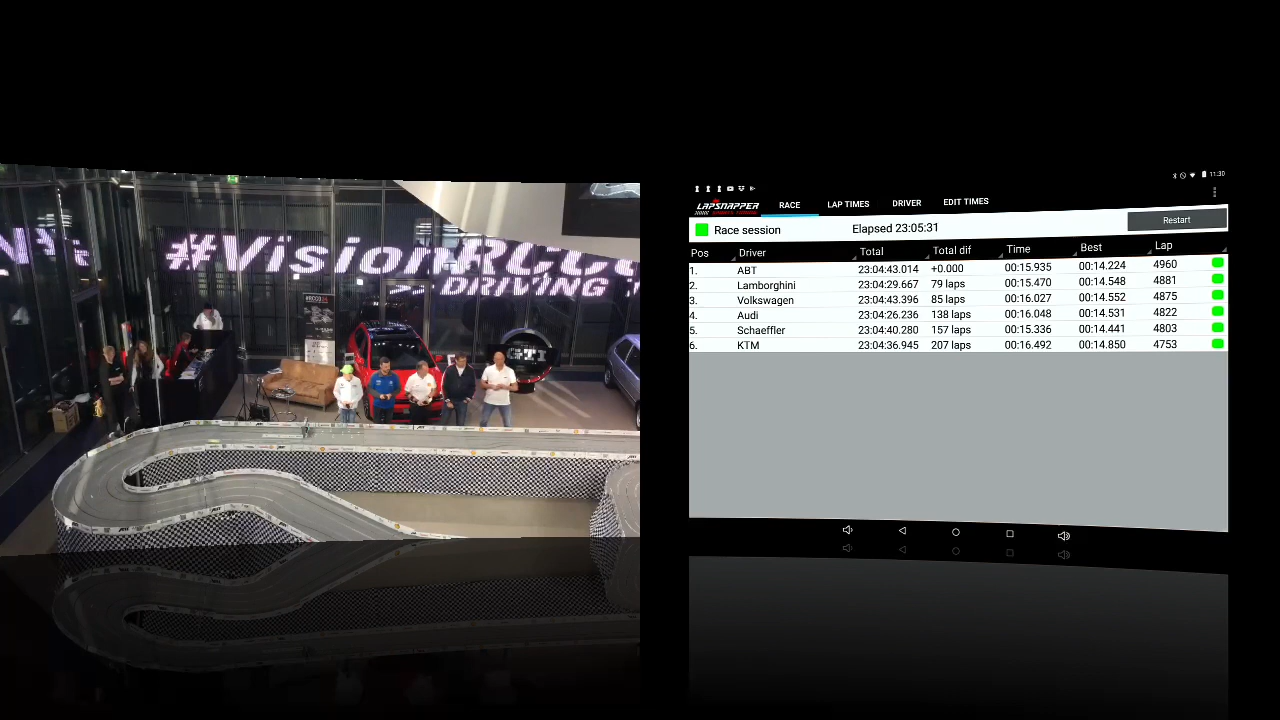 #VisionRCCO
>> DRIVING
#RCCO24
GTI
11:30
LAPSNAPPER
RACE
LAP TIMES
DRIVER
EDIT TIMES
Race session
Elapsed 23:05:31
Restart
Pos Driver Total Total dif Time Best Lap
1. ABT 23:04:43.014 +0.000 00:15.935 00:14.224 4960
2. Lamborghini 23:04:29.667 79 laps 00:15.470 00:14.548 4881
3. Volkswagen 23:04:43.396 85 laps 00:16.027 00:14.552 4875
4. Audi 23:04:26.236 138 laps 00:16.048 00:14.531 4822
5. Schaeffler 23:04:40.280 157 laps 00:15.336 00:14.441 4803
6. KTM 23:04:36.945 207 laps 00:16.492 00:14.850 4753